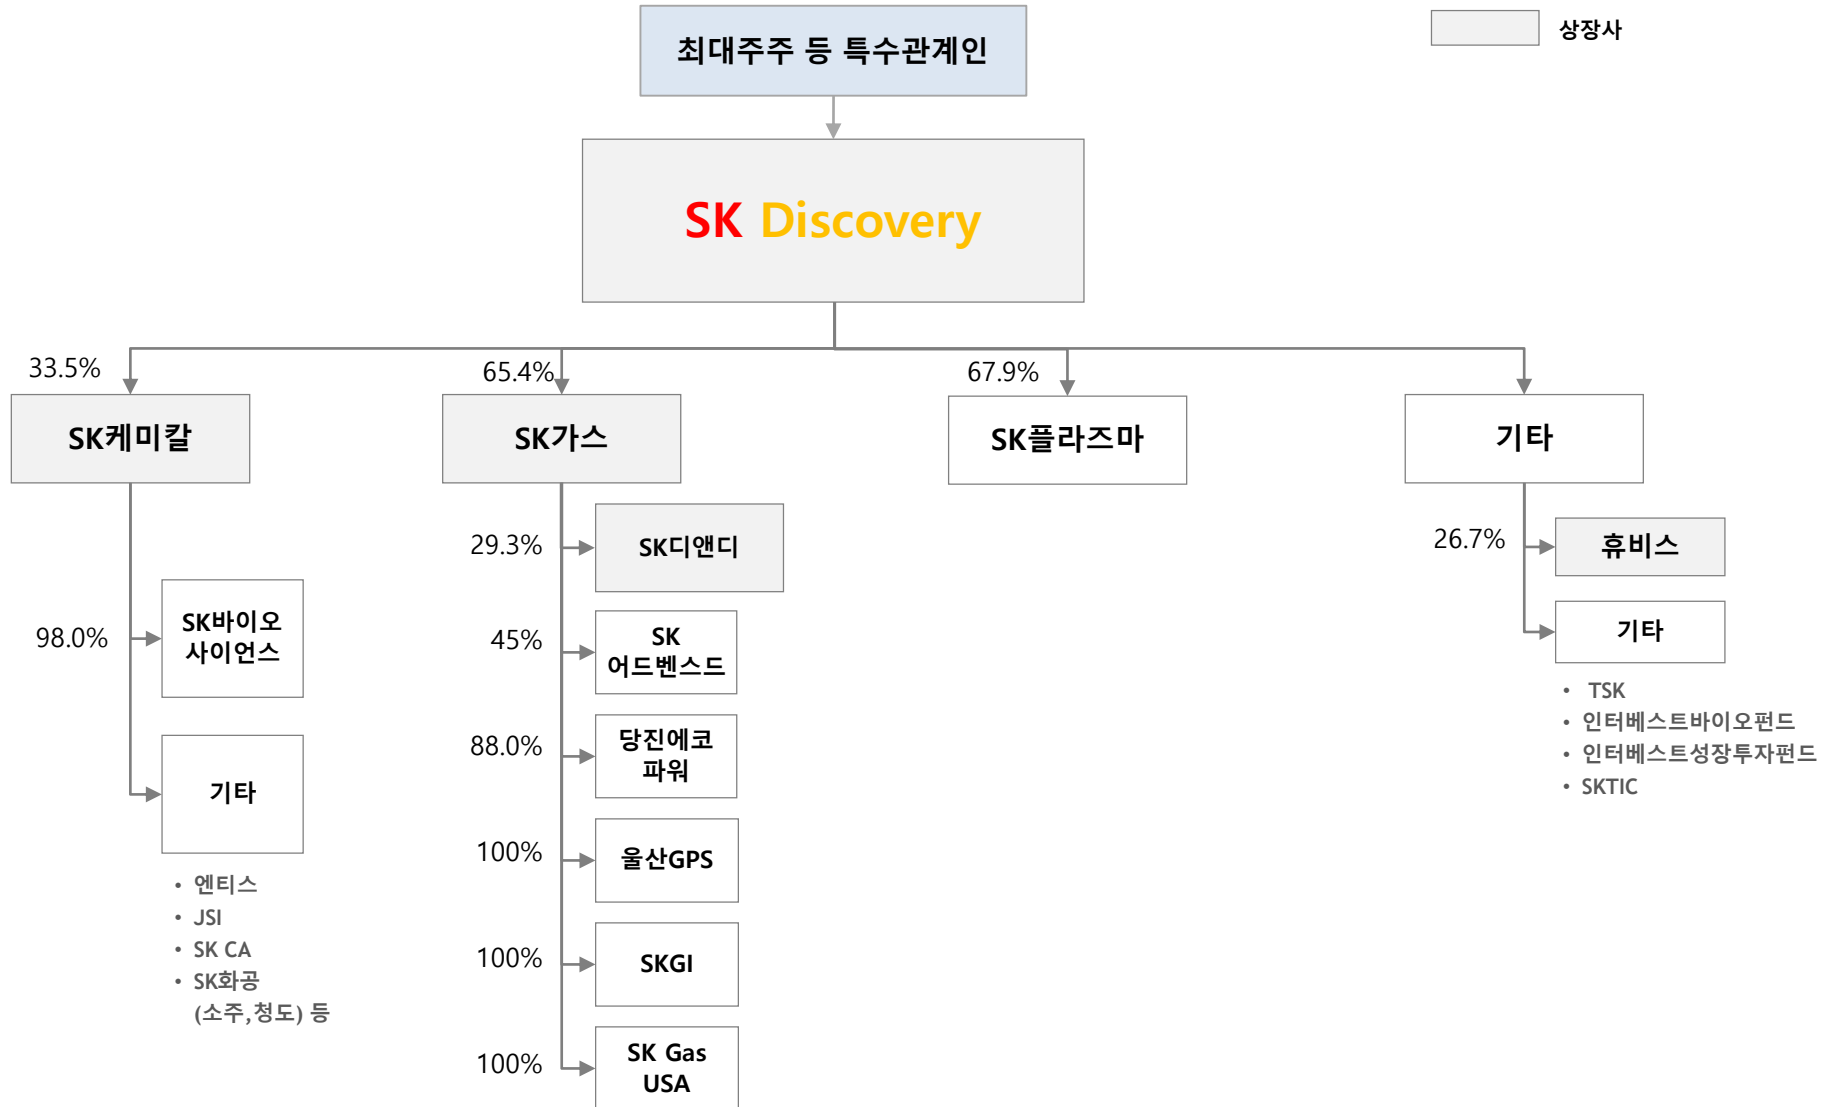 최대주주 등 특수관계인
상장사
SK Discovery
33.5%
65.4%
67.9%
SK케미칼
SK가스
SK플라즈마
기타
98.0%
SK바이오
사이언스
기타
• 엔티스
• JSI
• SK CA
• SK화공
(소주,청도) 등
29.3%
SK디앤디
45%
SK
어드벤스드
88.0%
당진에코
파워
100%
울산GPS
100%
SKGI
100%
SK Gas
USA
26.7%
휴비스
기타
• TSK
• 인터베스트바이오펀드
• 인터베스트성장투자펀드
• SKTIC